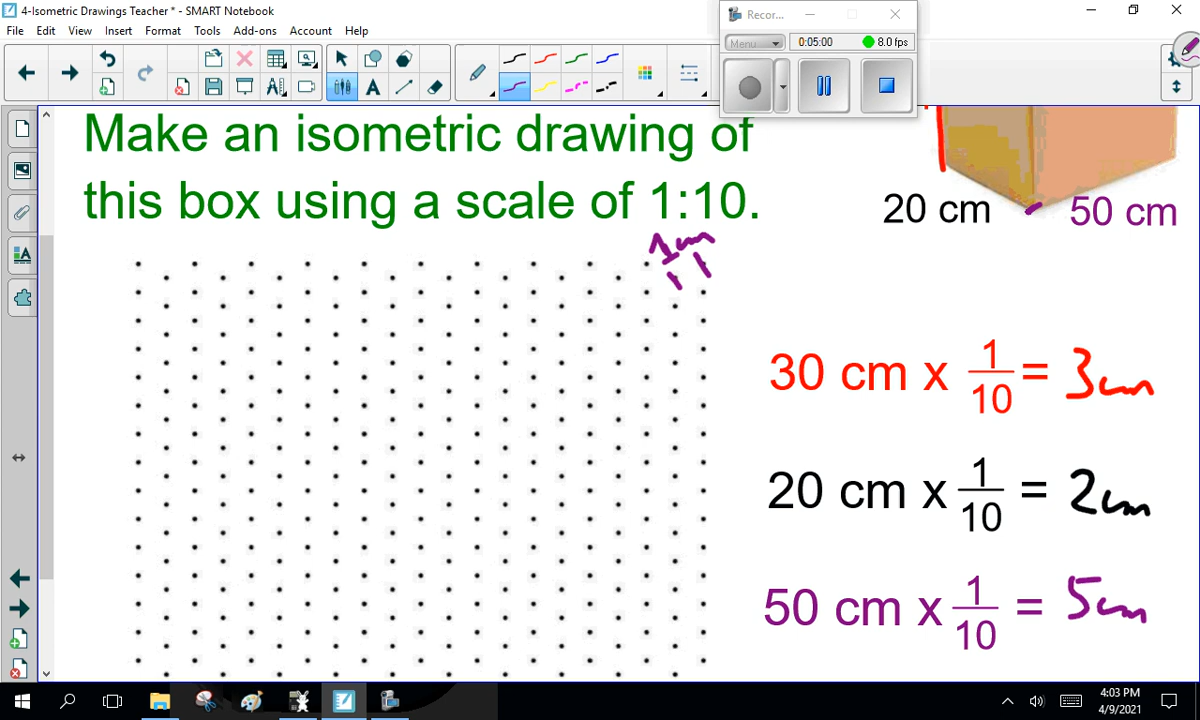 4-Isometric Drawings Teacher * - SMART Notebook
File Edit View Insert Format Tools Add-ons Account Help
Recor...
Menu 0:05:00 8.0 fps
Make an isometric drawing of
this box using a scale of 1:10.
20 cm 50 cm
1cm
30 cm x 1/10 = 3cm
20 cm x 1/10 = 2cm
50 cm x 1/10 = 5cm
4:03 PM
4/9/2021